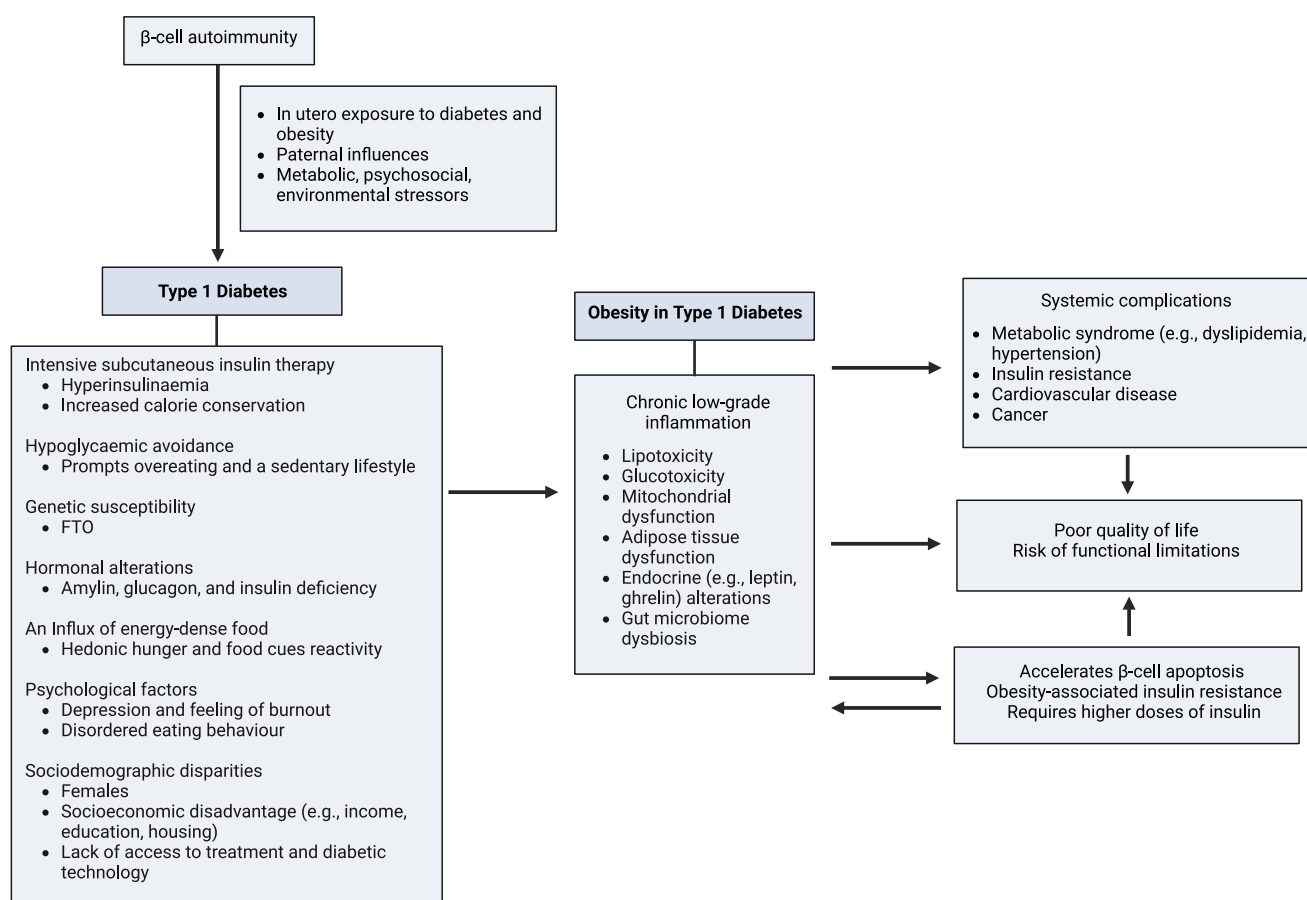 β-cell autoimmunity
• In utero exposure to diabetes and
obesity
• Paternal influences
• Metabolic, psychosocial,
environmental stressors
Type 1 Diabetes
Intensive subcutaneous insulin therapy
• Hyperinsulinaemia
• Increased calorie conservation
Hypoglycaemic avoidance
• Prompts overeating and a sedentary lifestyle
Genetic susceptibility
• FTO
Hormonal alterations
• Amylin, glucagon, and insulin deficiency
An Influx of energy-dense food
• Hedonic hunger and food cues reactivity
Psychological factors
• Depression and feeling of burnout
• Disordered eating behaviour
Sociodemographic disparities
• Females
• Socioeconomic disadvantage (e.g., income,
education, housing)
• Lack of access to treatment and diabetic
technology
Obesity in Type 1 Diabetes
Chronic low-grade
inflammation
• Lipotoxicity
• Glucotoxicity
• Mitochondrial
dysfunction
• Adipose tissue
dysfunction
• Endocrine (e.g., leptin,
ghrelin) alterations
• Gut microbiome
dysbiosis
Systemic complications
• Metabolic syndrome (e.g., dyslipidemia,
hypertension)
• Insulin resistance
• Cardiovascular disease
• Cancer
Poor quality of life
Risk of functional limitations
Accelerates β-cell apoptosis
Obesity-associated insulin resistance
Requires higher doses of insulin